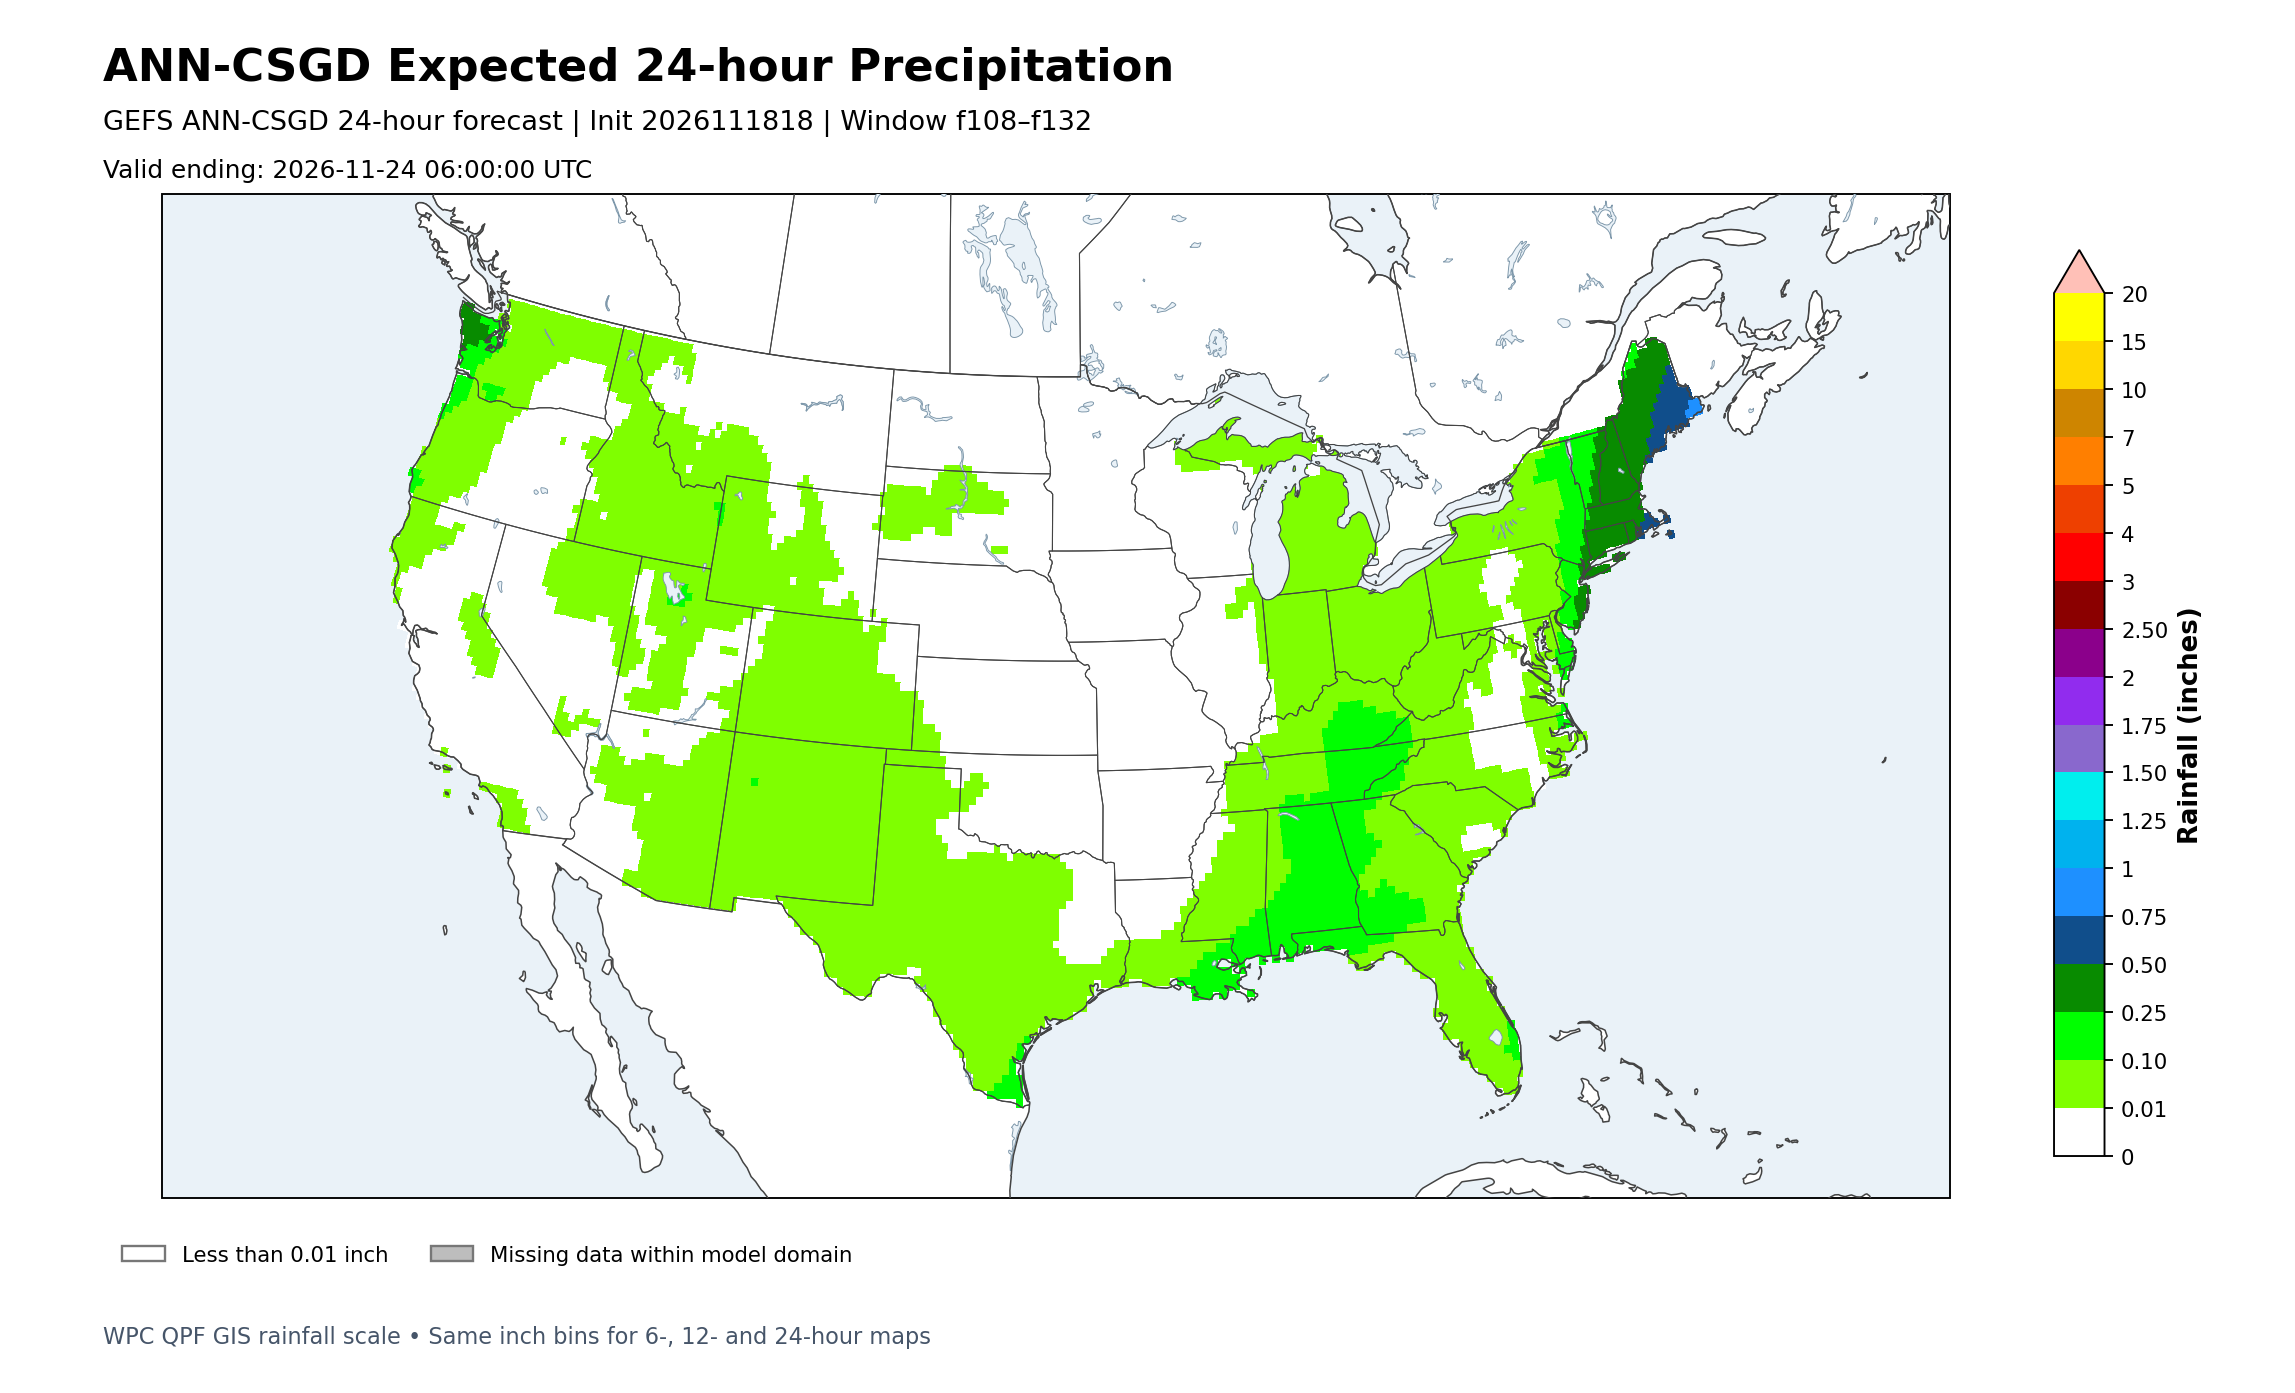 ANN-CSGD Expected 24-hour Precipitation
GEFS ANN-CSGD 24-hour forecast | Init 2026111818 | Window f108–f132
Valid ending: 2026-11-24 06:00:00 UTC
20
15
10
7
5
4
3
2.50
2
1.75
1.50
1.25
1
0.75
0.50
0.25
0.10
0.01
0
Rainfall (inches)
Less than 0.01 inch
Missing data within model domain
WPC QPF GIS rainfall scale • Same inch bins for 6-, 12- and 24-hour maps